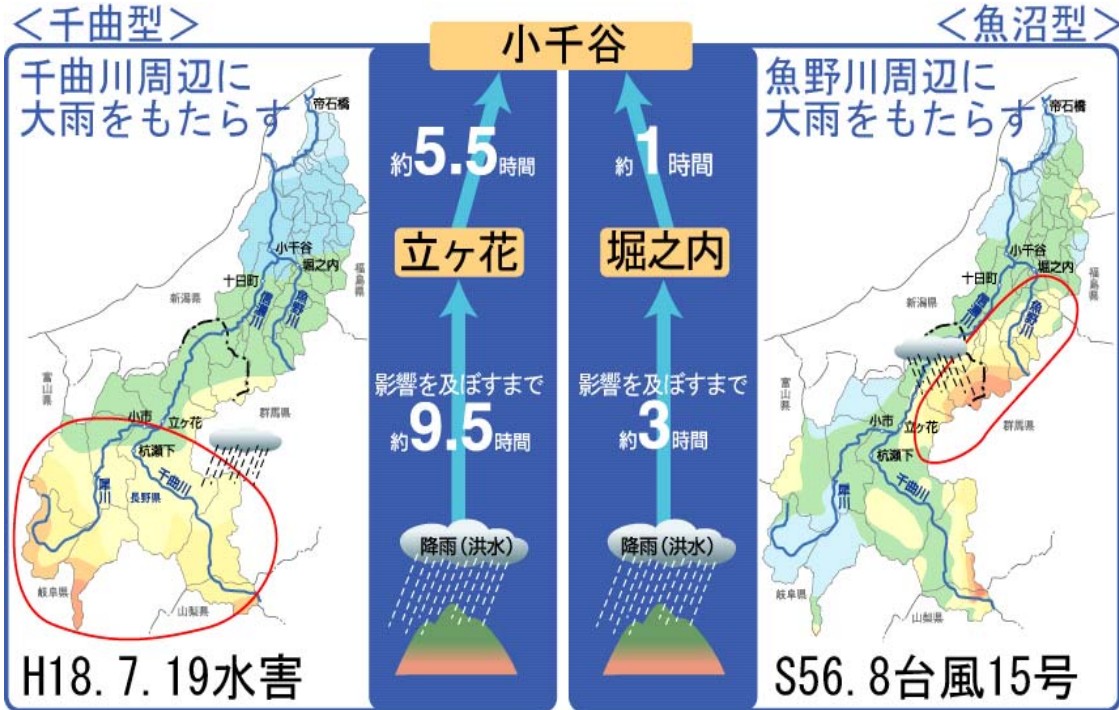 ＜千曲型＞
＜魚沼型＞
小千谷
千曲川周辺に
大雨をもたらす
帝石橋
小千谷
堀之内
十日町
信濃川
魚野川
新潟県
福島県
富山県
群馬県
小市
立ヶ花
杭瀬下
千曲川
犀川
長野県
岐阜県
山梨県
H18.7.19水害
約5.5時間
立ヶ花
影響を及ぼすまで
約9.5時間
降雨(洪水)
約1時間
堀之内
影響を及ぼすまで
約3時間
降雨(洪水)
魚野川周辺に
大雨をもたらす
帝石橋
小千谷
堀之内
十日町
信濃川
魚野川
新潟県
福島県
富山県
群馬県
小市
立ヶ花
杭瀬下
千曲川
犀川
岐阜県
山梨県
S56.8台風15号